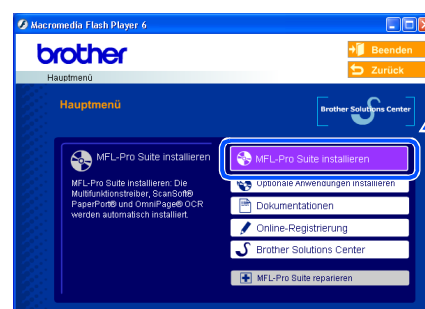 Macromedia Flash Player 6
brother
Beenden
Zurück
Hauptmenü
Hauptmenü
Brother Solutions Center
MFL-Pro Suite installieren
MFL-Pro Suite installieren: Die
Multifunktionstreiber, ScanSoft®
PaperPort® und OmniPage® OCR
werden automatisch installiert.
MFL-Pro Suite installieren
Optionale Anwendungen installieren
Dokumentationen
Online-Registrierung
Brother Solutions Center
MFL-Pro Suite reparieren